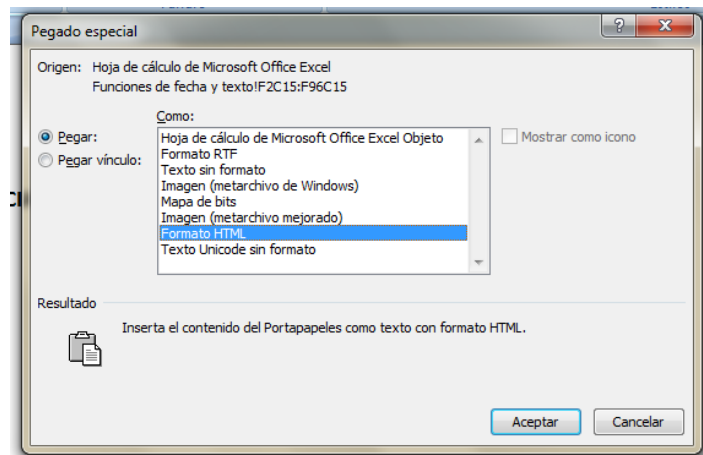 Pegado especial
Origen: Hoja de cálculo de Microsoft Office Excel
Funciones de fecha y texto!F2C15:F96C15
Como:
Pegar:
Pegar vínculo:
Hoja de cálculo de Microsoft Office Excel Objeto
Formato RTF
Texto sin formato
Imagen (metarchivo de Windows)
Mapa de bits
Imagen (metarchivo mejorado)
Formato HTML
Texto Unicode sin formato
Mostrar como icono
Resultado
Inserta el contenido del Portapapeles como texto con formato HTML.
Aceptar
Cancelar